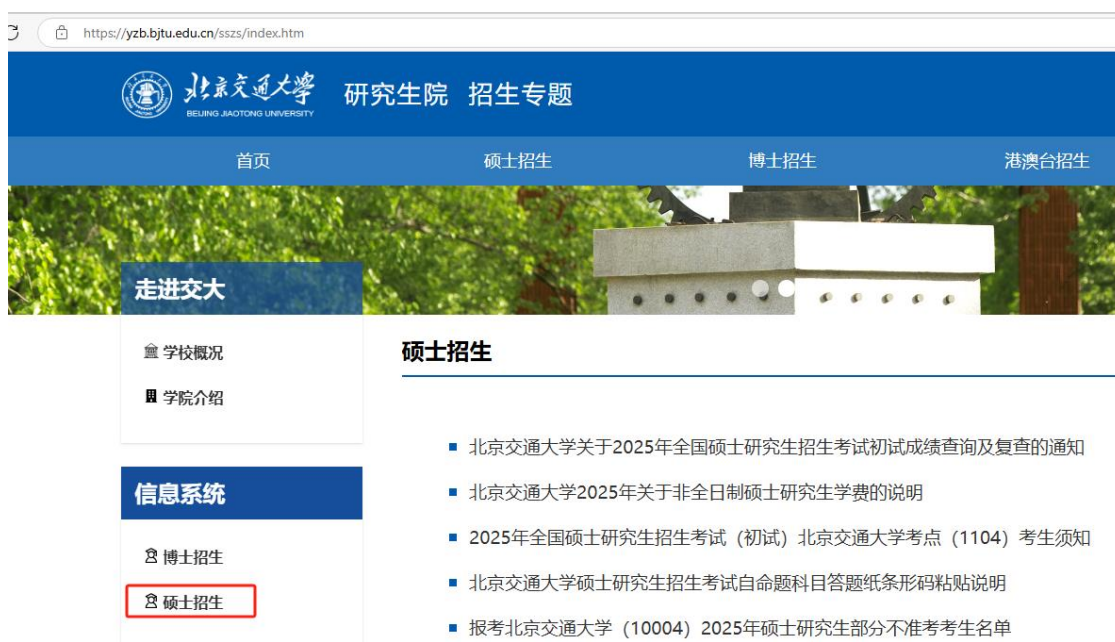 https://yzb.bjtu.edu.cn/sszs/index.htm
北京交通大学
BEIJING JIAOTONG UNIVERSITY
研究生院 招生专题
首页 硕士招生 博士招生 港澳台招生
走进交大
学校概况
学院介绍
硕士招生
北京交通大学关于2025年全国硕士研究生招生考试初试成绩查询及复查的通知
北京交通大学2025年关于非全日制硕士研究生学费的说明
2025年全国硕士研究生招生考试（初试）北京交通大学考点（1104）考生须知
北京交通大学硕士研究生招生考试自命题科目答题纸条形码粘贴说明
报考北京交通大学（10004）2025年硕士研究生部分不准考考生名单
信息系统
博士招生
硕士招生